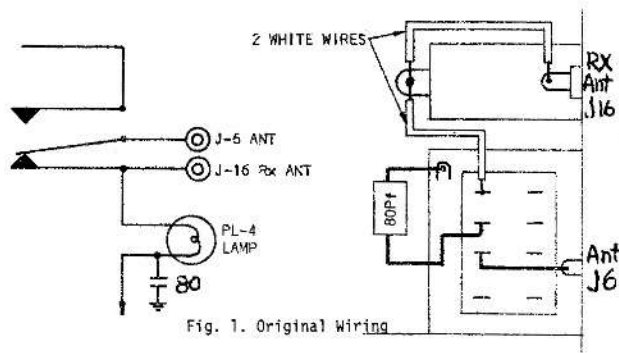 2 WHITE WIRES
RX
Ant
J16
J-5 ANT
J-16 Rx ANT
PL-4
LAMP
80
80Pf
Ant
J6
Fig. 1. Original Wiring